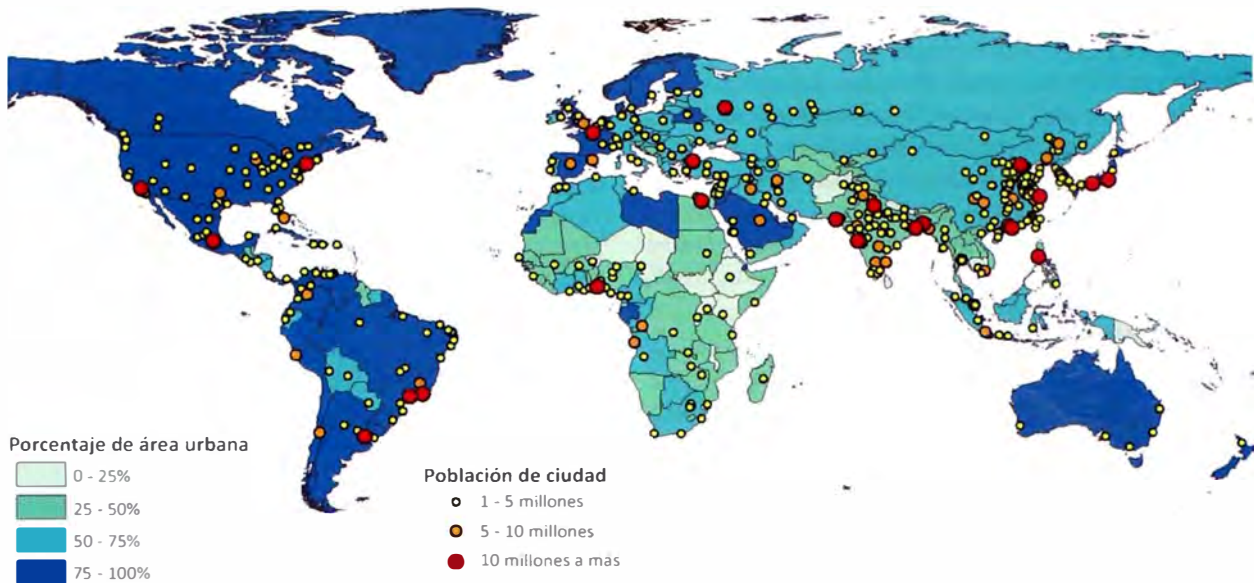 Porcentaje de área urbana
0 - 25%
25 - 50%
50 - 75%
75 - 100%
Población de ciudad
1 - 5 millones
5 - 10 millones
10 millones a más